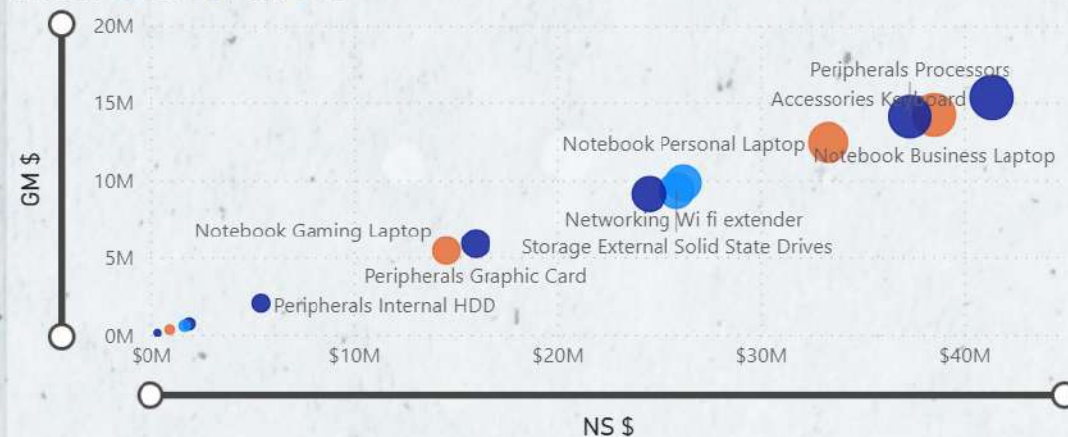 20M
Peripherals Processors
15M
Accessories Keyboard
Notebook Personal Laptop
Notebook Business Laptop
GM $
10M
Networking Wi fi extender
Notebook Gaming Laptop
Storage External Solid State Drives
5M
Peripherals Graphic Card
Peripherals Internal HDD
0M
$0M $10M $20M $30M $40M
NS $